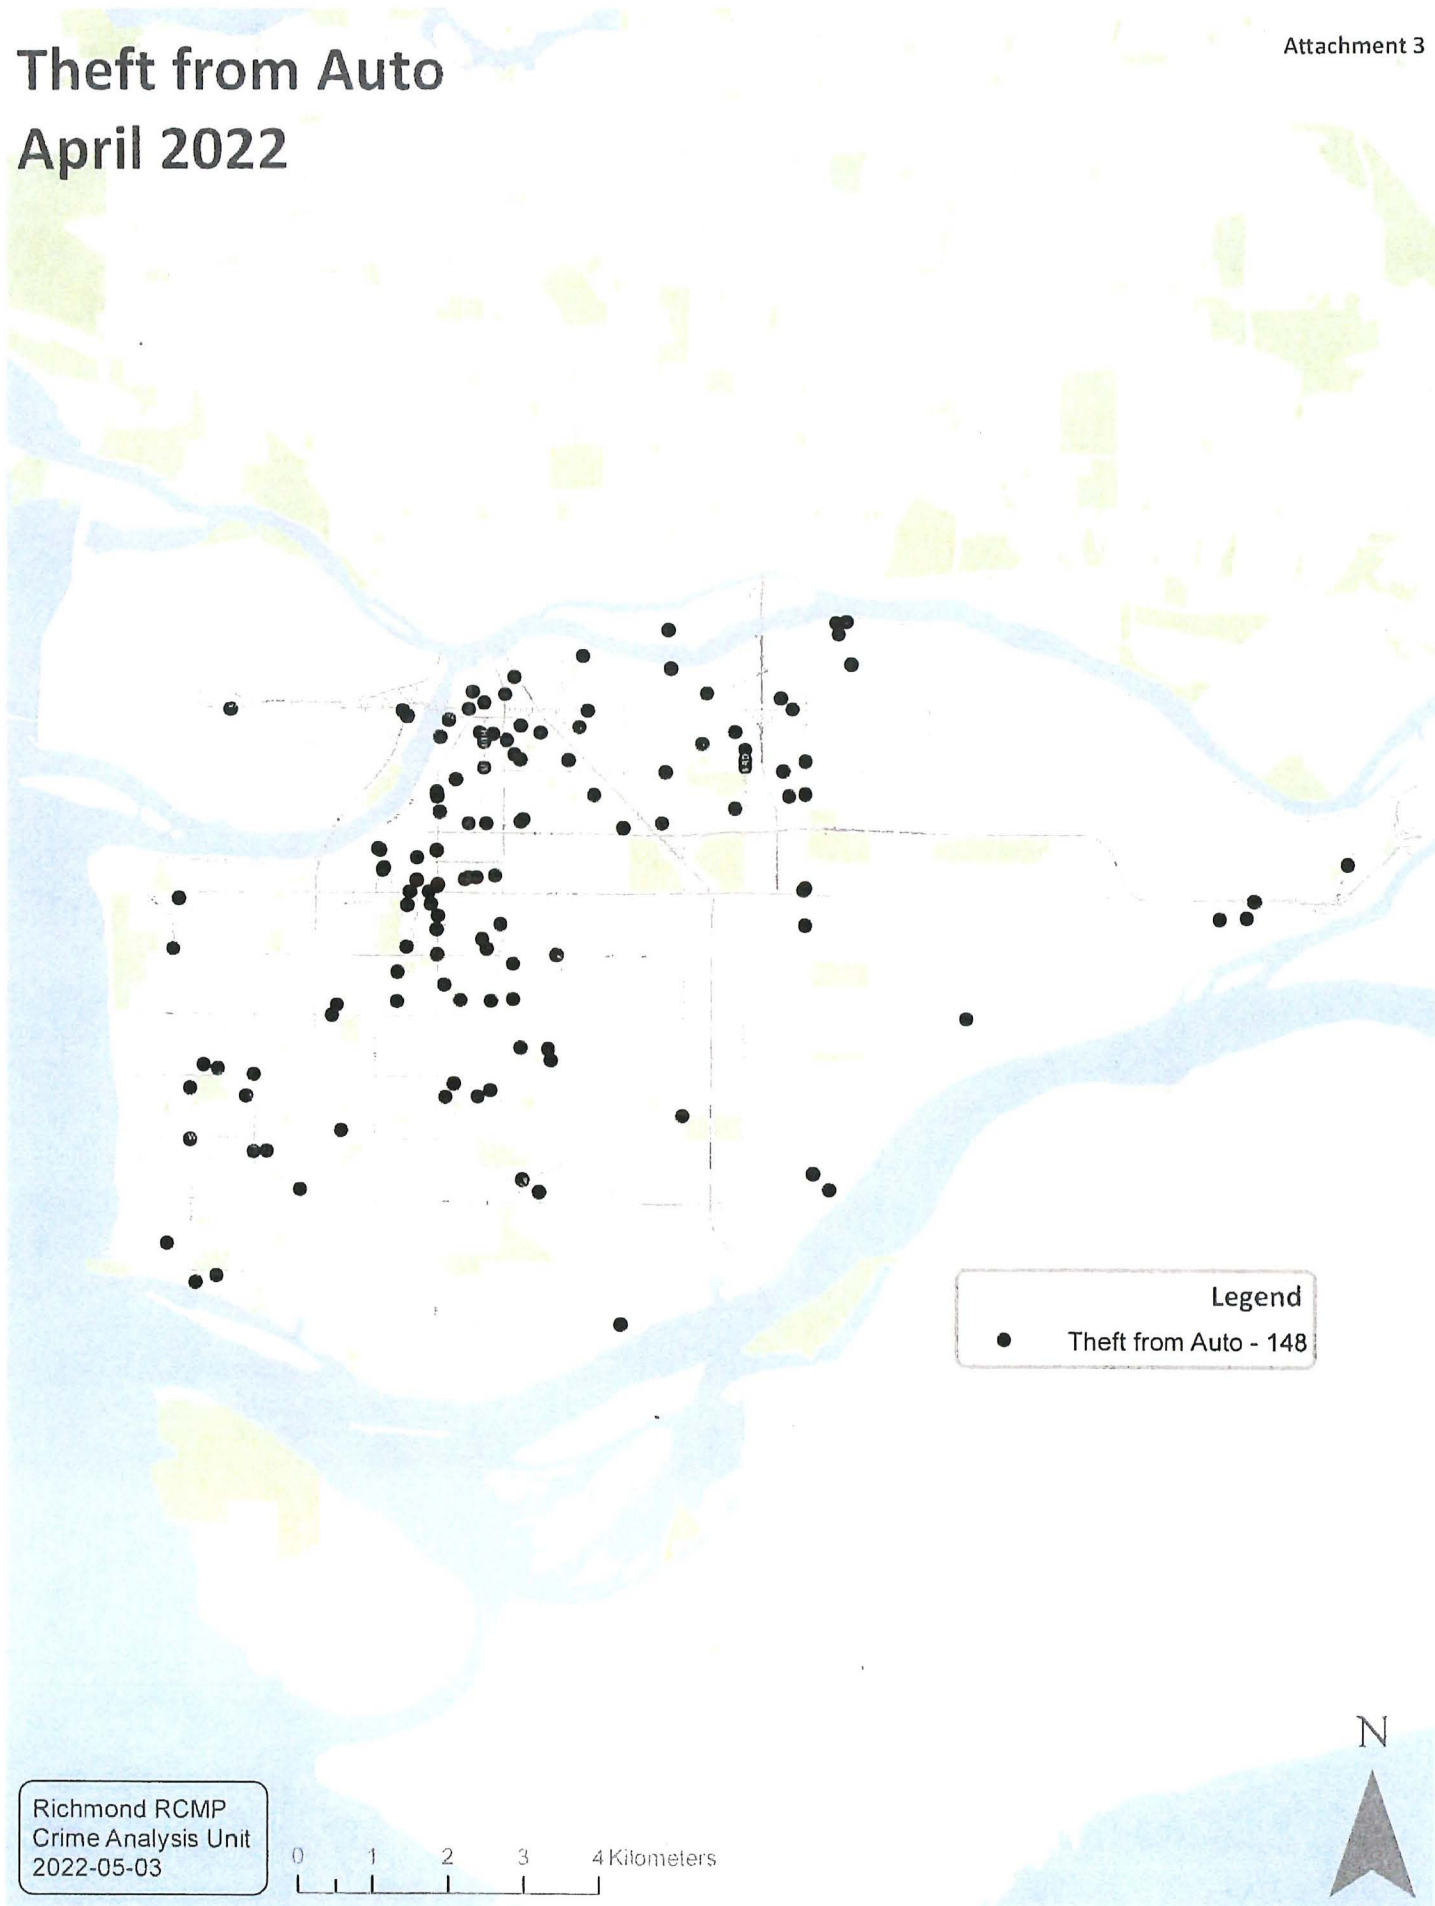 Attachment 3
Theft from Auto
April 2022
Legend
Theft from Auto - 148
N
Richmond RCMP
Crime Analysis Unit
2022-05-03
0 1 2 3 4 Kilometers